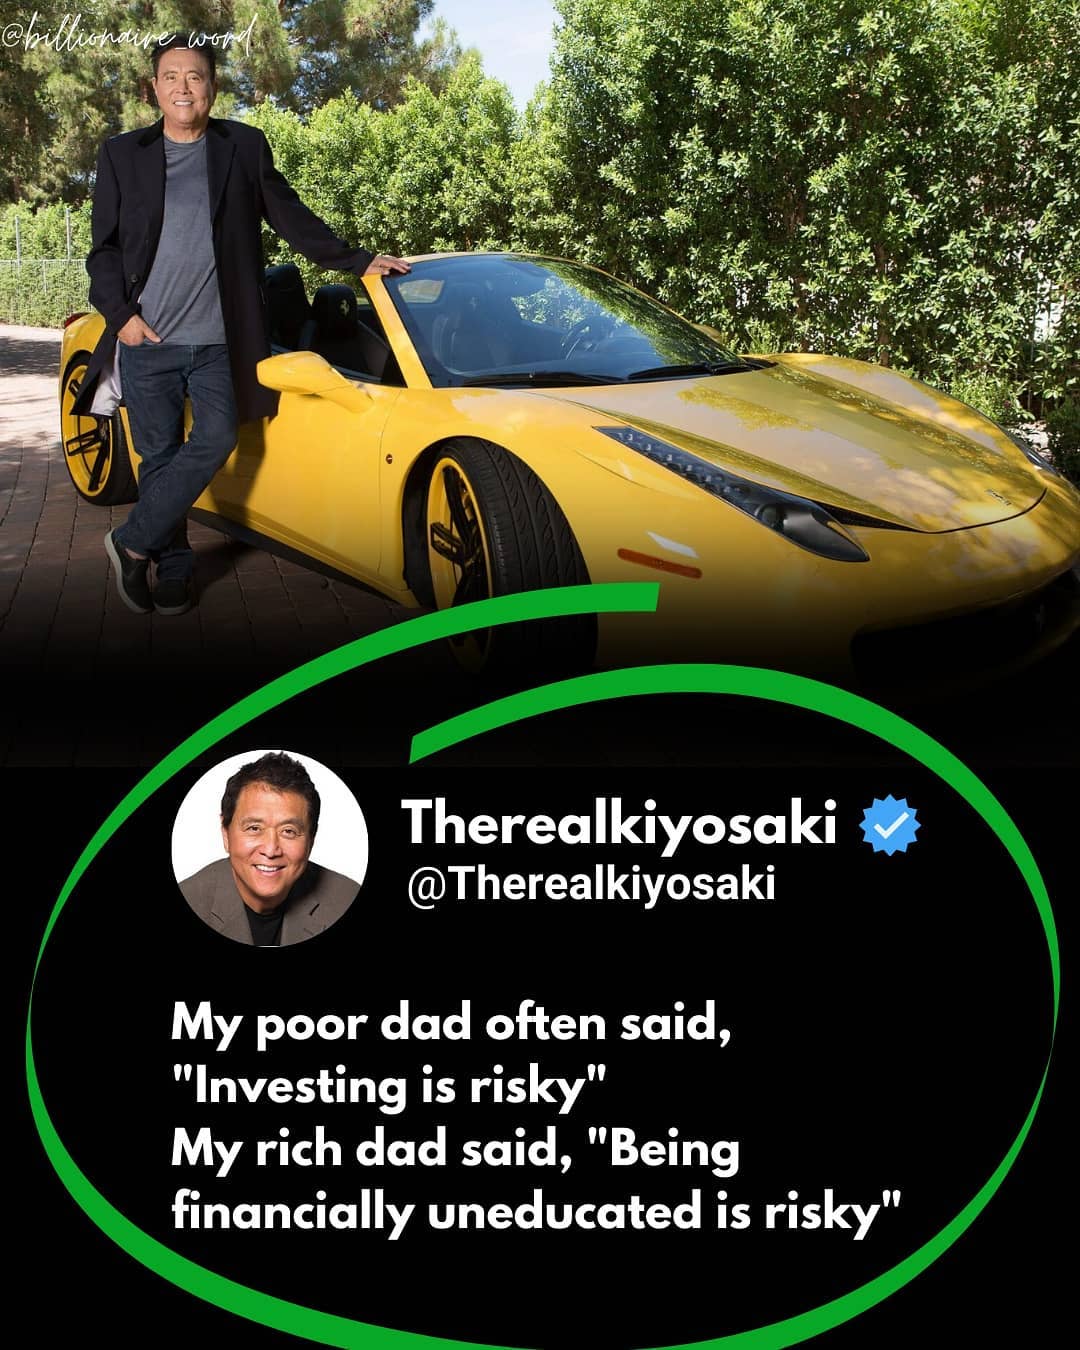 @billionaire_word
Therealkiyosaki
@Therealkiyosaki
My poor dad often said,
"Investing is risky"
My rich dad said, "Being
financially uneducated is risky"